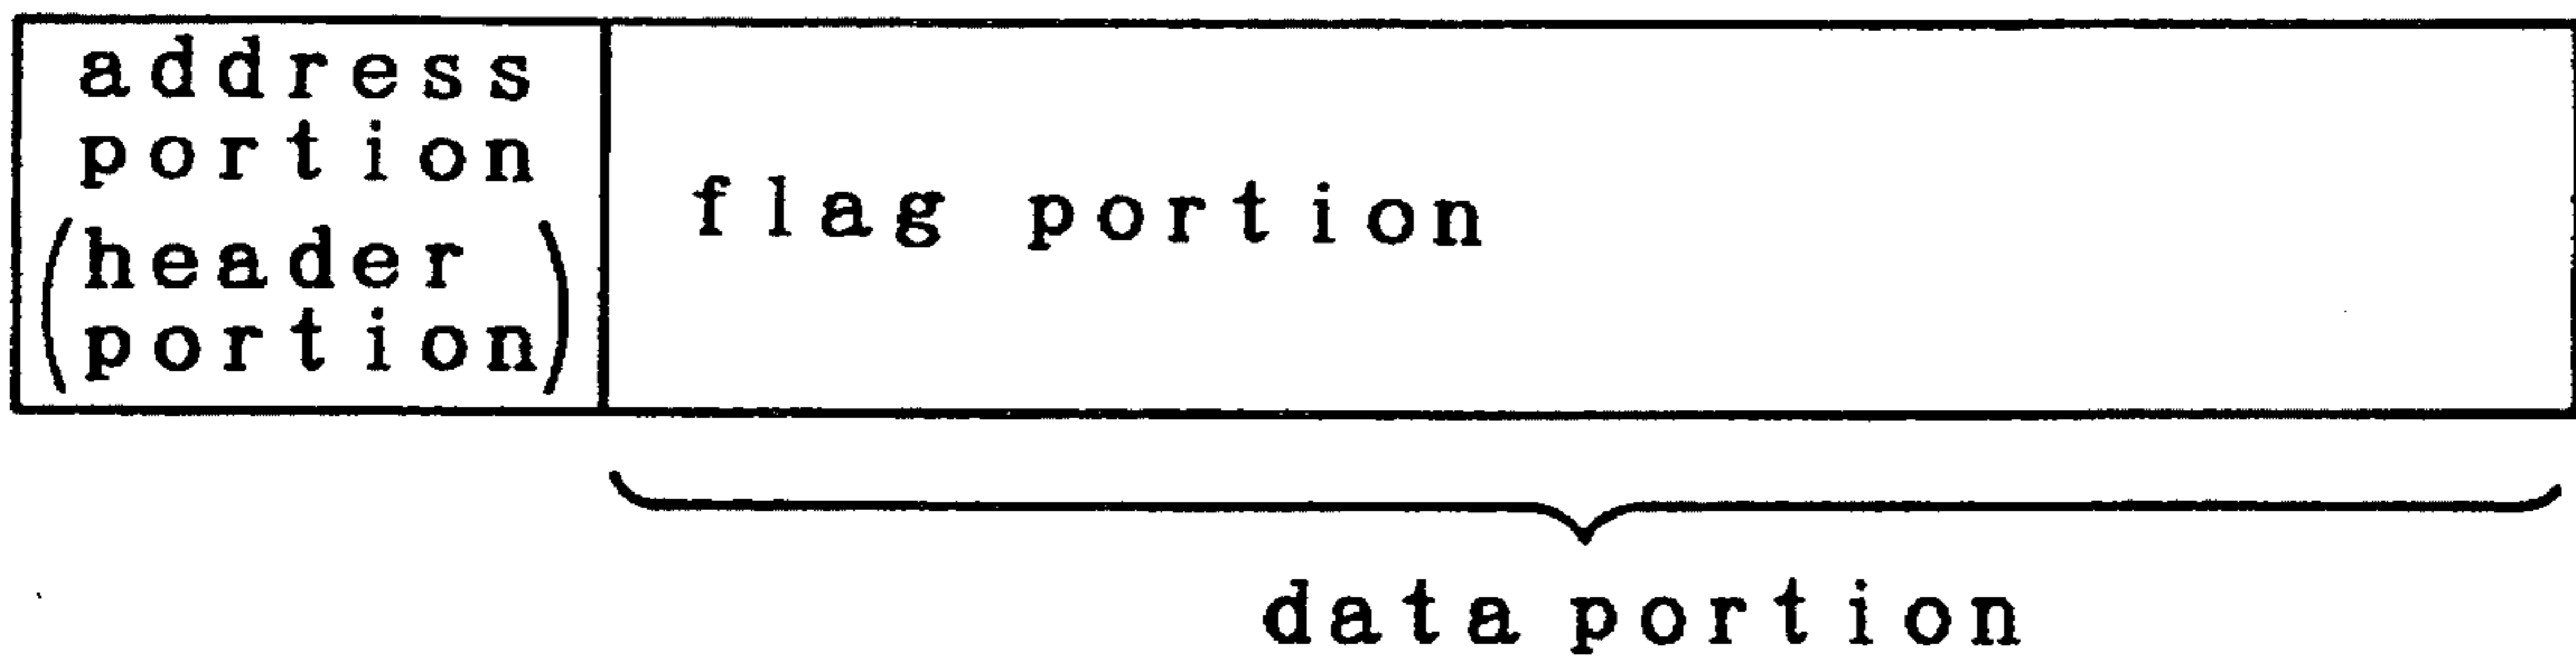 address
portion
(header
portion)
flag portion
data portion